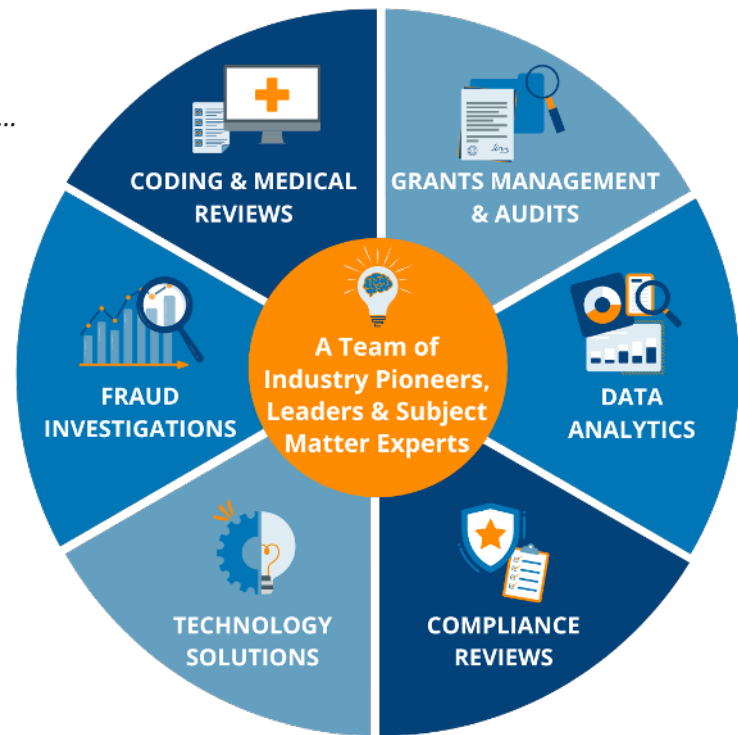 ...
CODING & MEDICAL
REVIEWS
GRANTS MANAGEMENT
& AUDITS
FRAUD
INVESTIGATIONS
A Team of
Industry Pioneers,
Leaders & Subject
Matter Experts
DATA
ANALYTICS
TECHNOLOGY
SOLUTIONS
COMPLIANCE
REVIEWS